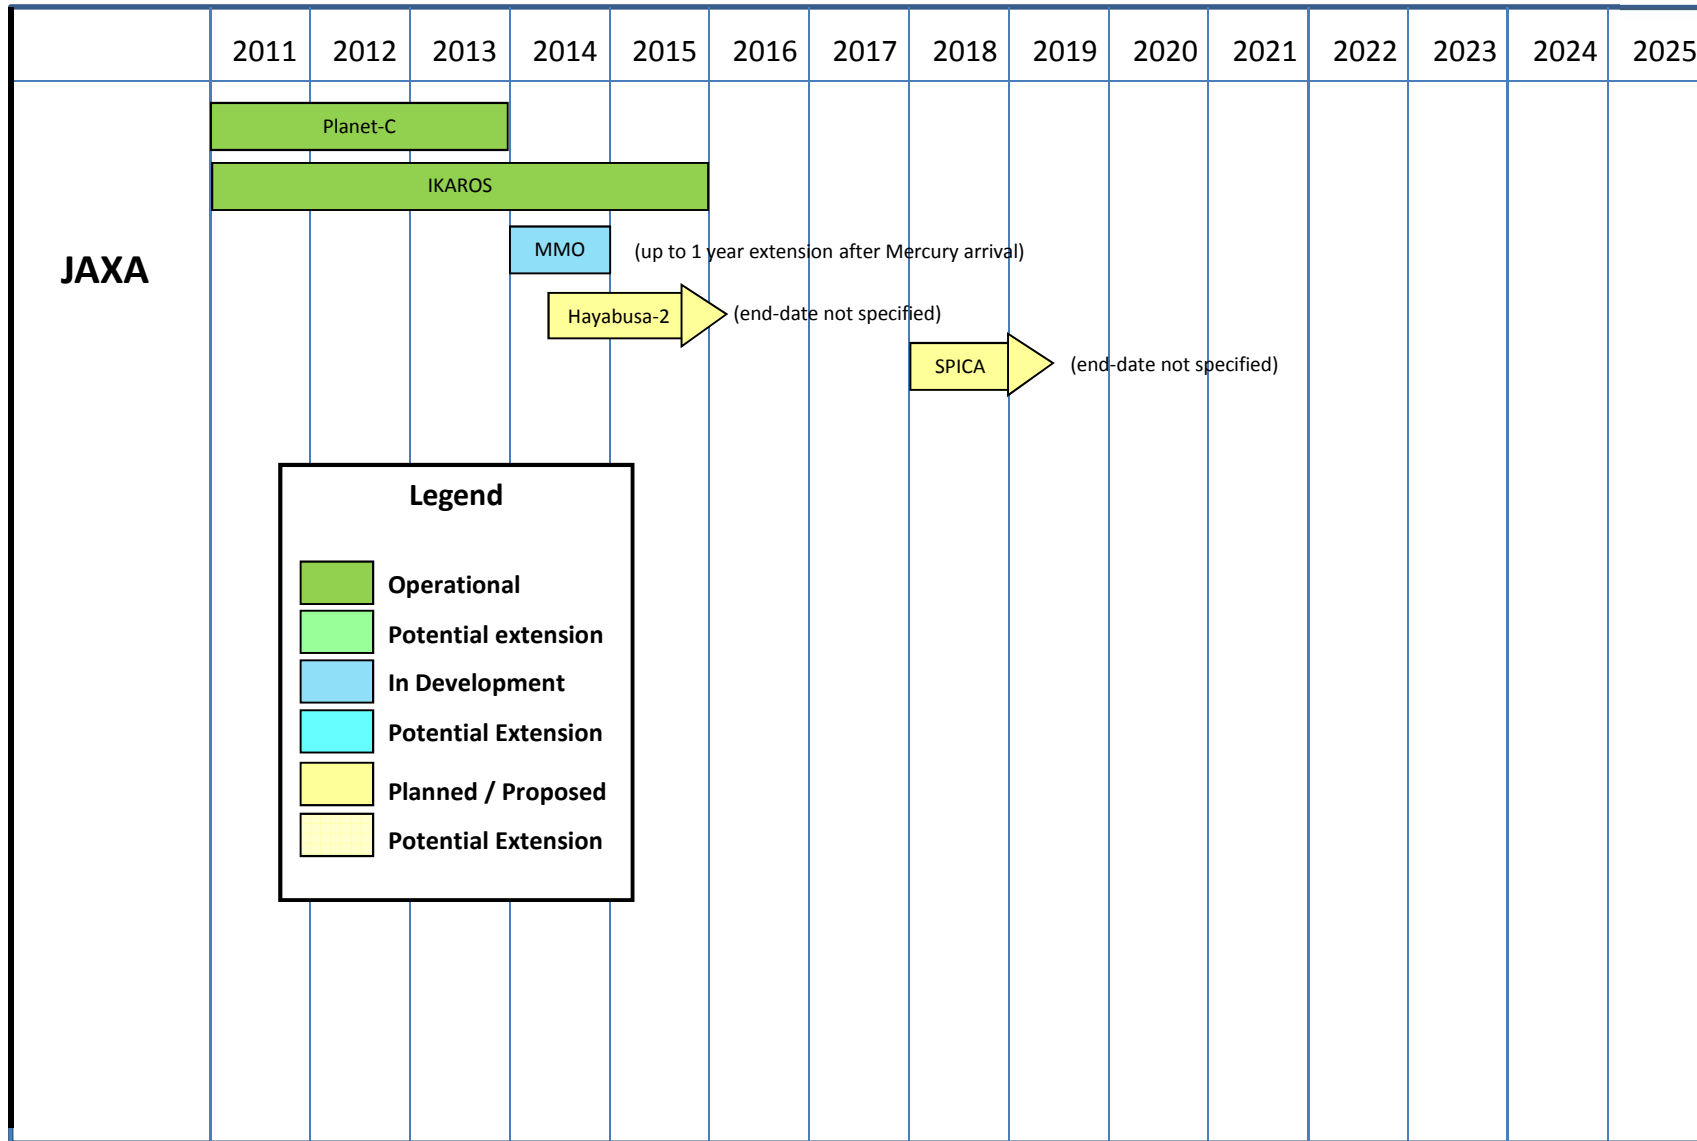 2011 2012 2013 2014 2015 2016 2017 2018 2019 2020 2021 2022 2023 2024 2025
Planet-C
IKAROS
MMO (up to 1 year extension after Mercury arrival)
JAXA
Hayabusa-2 (end-date not specified)
SPICA (end-date not specified)
Legend
Operational
Potential extension
In Development
Potential Extension
Planned / Proposed
Potential Extension